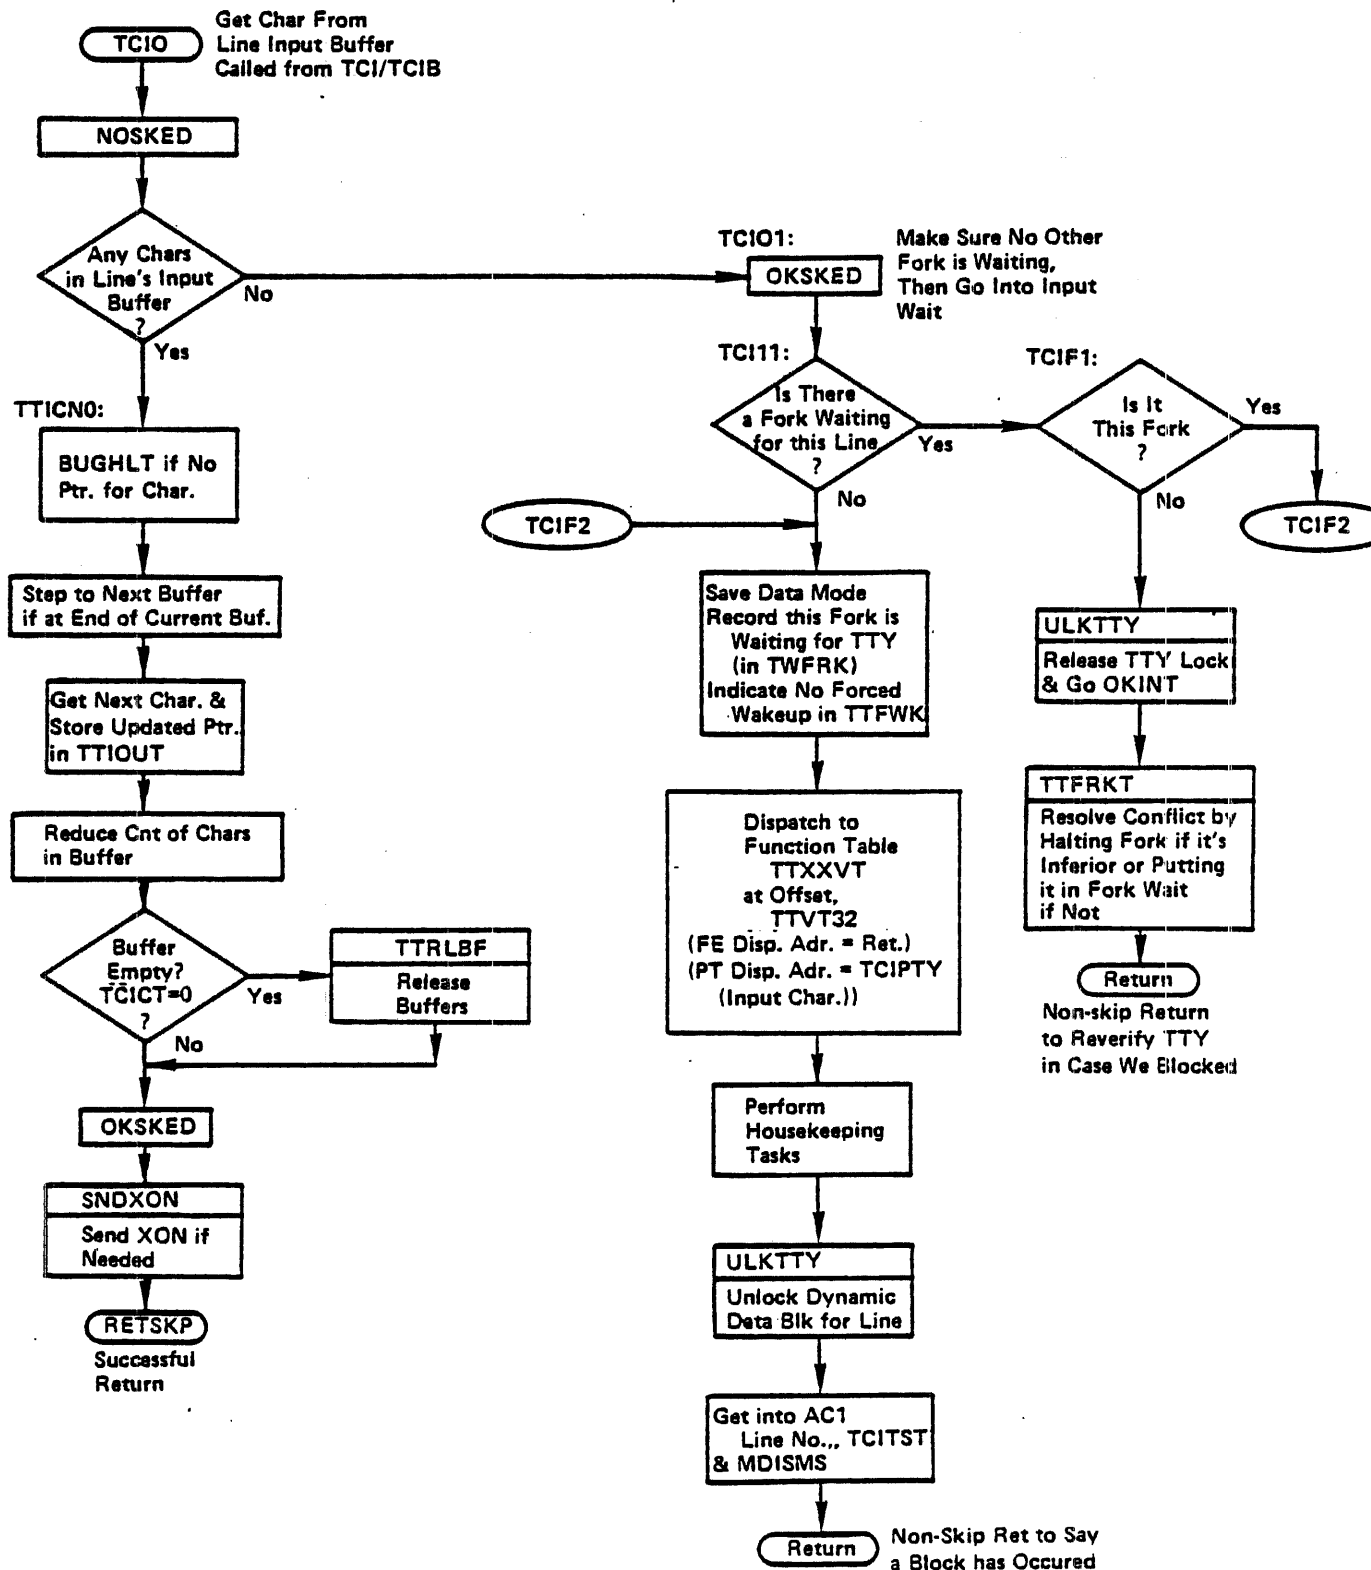 TCIO
Get Char From
Line Input Buffer
Called from TCI/TCIB
NOSKED
Any Chars
in Line's Input
Buffer
?
No
Yes
TTICN0:
BUGHLT if No
Ptr. for Char.
Step to Next Buffer
if at End of Current Buf.
Get Next Char. &
Store Updated Ptr.
in TTIOUT
Reduce Cnt of Chars
in Buffer
Buffer
Empty?
TCICT=0
?
Yes
No
TTRLBF
Release
Buffers
OKSKED
SNDXON
Send XON if
Needed
RETSKP
Successful
Return
TCIO1:
OKSKED
Make Sure No Other
Fork is Waiting,
Then Go Into Input
Wait
TCI11:
Is There
a Fork Waiting
for this Line
?
Yes
No
TCIF2
Save Data Mode
Record this Fork is
Waiting for TTY
(in TWFRK)
Indicate No Forced
Wakeup in TTFWK
Dispatch to
Function Table
TTXXVT
at Offset,
TTVT32
(FE Disp. Adr. = Ret.)
(PT Disp. Adr. = TCIPTY
(Input Char.))
Perform
Housekeeping
Tasks
ULKTTY
Unlock Dynamic
Data Blk for Line
Get into AC1
Line No.,, TCITST
& MDISMS
Return
Non-Skip Ret to Say
a Block has Occured
TCIF1:
Is It
This Fork
?
Yes
No
TCIF2
ULKTTY
Release TTY Lock
& Go OKINT
TTFRKT
Resolve Conflict by
Halting Fork if it's
Inferior or Putting
it in Fork Wait
if Not
Return
Non-skip Return
to Reverify TTY
in Case We Blocked